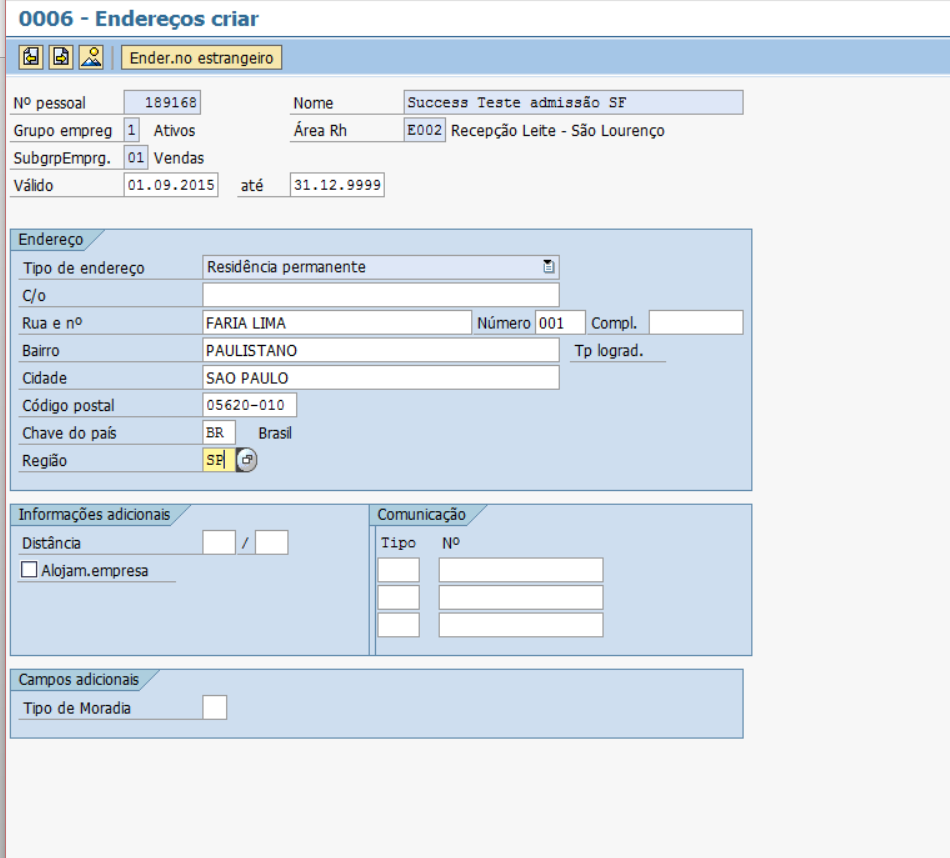 0006 - Endereços criar
Ender.no estrangeiro
Nº pessoal 189168 Nome Success Teste admissão SF
Grupo empreg 1 Ativos Área Rh E002 Recepção Leite - São Lourenço
SubgrpEmprg. 01 Vendas
Válido 01.09.2015 até 31.12.9999
Endereço
Tipo de endereço Residência permanente
C/o
Rua e nº FARIA LIMA Número 001 Compl.
Bairro PAULISTANO Tp lograd.
Cidade SAO PAULO
Código postal 05620-010
Chave do país BR Brasil
Região SP
Informações adicionais Comunicação
Distância / Tipo Nº
Alojam.empresa
Campos adicionais
Tipo de Moradia